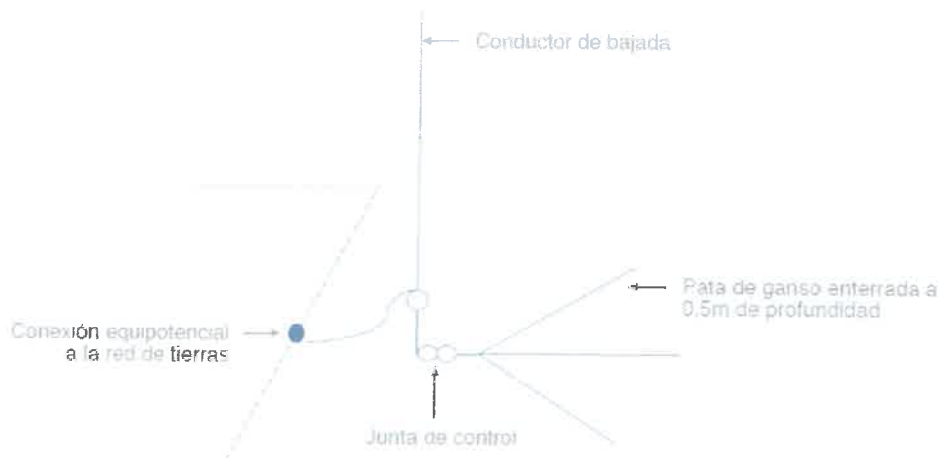 Conductor de bajada
Pata de ganso enterrada a
0.5m de profundidad
Conexión equipotencial
a la red de tierras
Junta de control